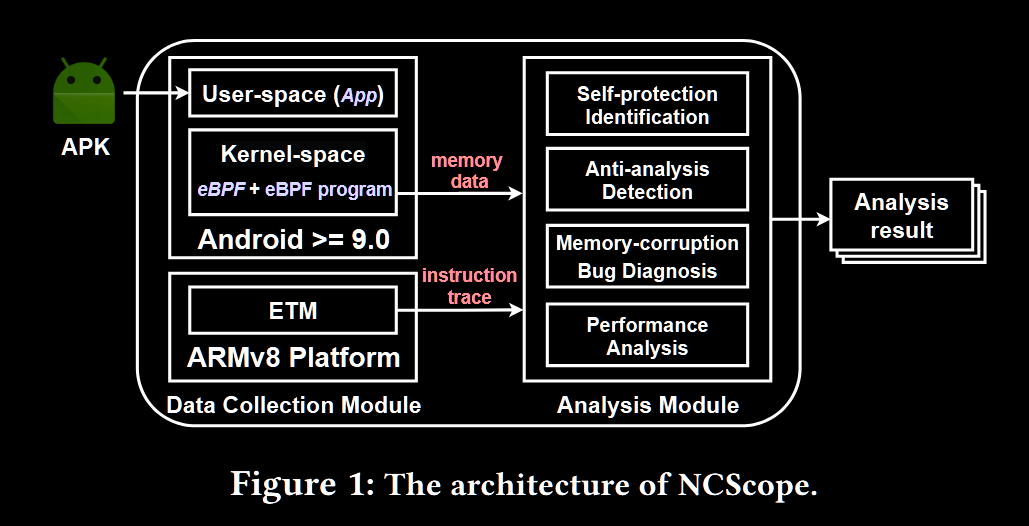 APK
User-space (App)
Kernel-space
eBPF + eBPF program
Android >= 9.0
ETM
ARMv8 Platform
Data Collection Module
memory
data
instruction
trace
Self-protection
Identification
Anti-analysis
Detection
Memory-corruption
Bug Diagnosis
Performance
Analysis
Analysis Module
Analysis
result
Figure 1: The architecture of NCScope.